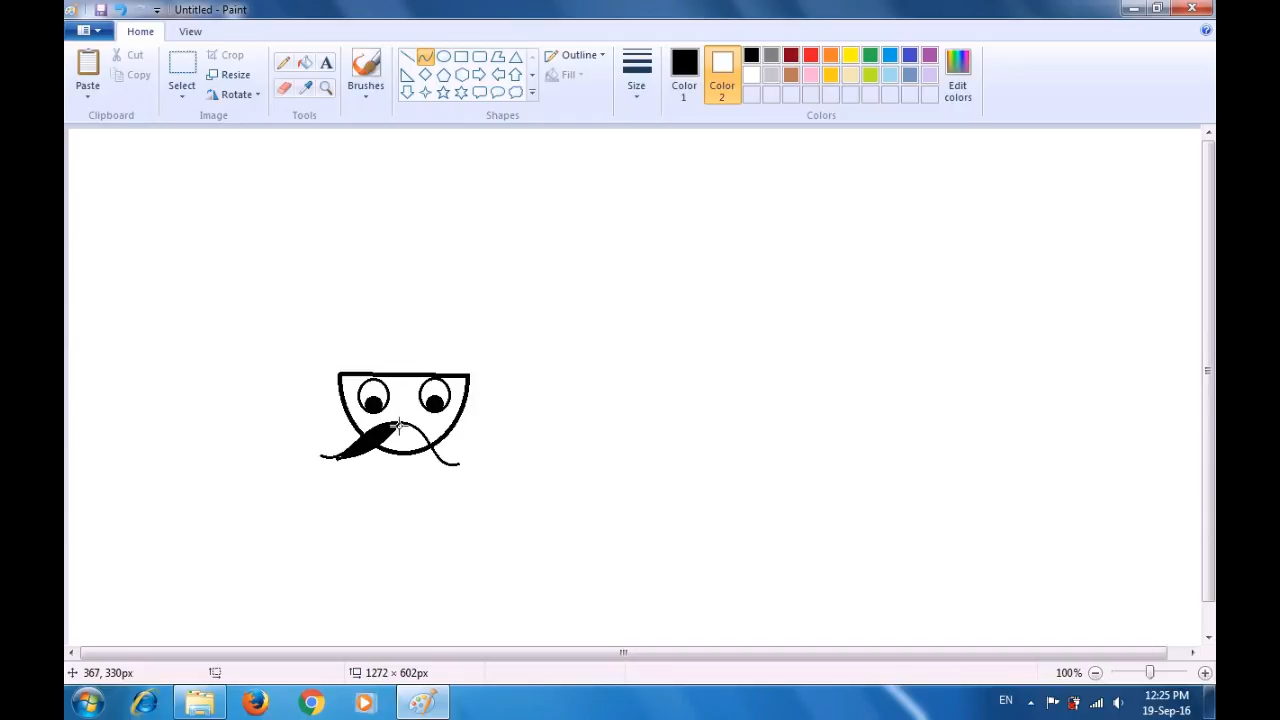 Untitled - Paint
Home
View
Paste
Cut
Copy
Clipboard
Select
Crop
Resize
Rotate
Image
A
Tools
Brushes
Shapes
Outline
Fill
Size
Color
1
Color
2
Edit
colors
Colors
367, 330px
1272 × 602px
100%
EN
12:25 PM
19-Sep-16